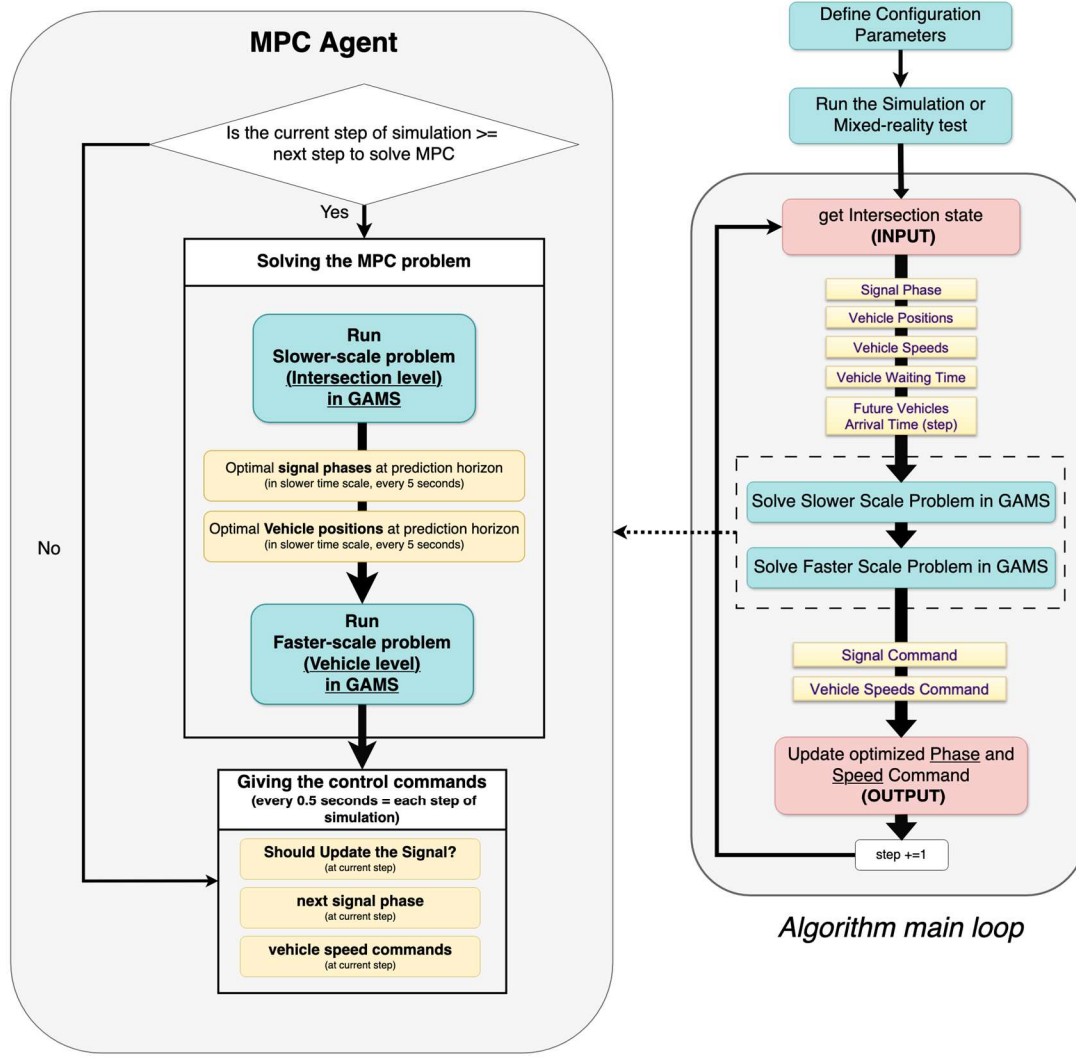 MPC Agent
Is the current step of simulation >=
next step to solve MPC
Yes
No
Solving the MPC problem
Run
Slower-scale problem
(Intersection level)
in GAMS
Optimal signal phases at prediction horizon
(in slower time scale, every 5 seconds)
Optimal Vehicle positions at prediction horizon
(in slower time scale, every 5 seconds)
Run
Faster-scale problem
(Vehicle level)
in GAMS
Giving the control commands
(every 0.5 seconds = each step of
simulation)
Should Update the Signal?
(at current step)
next signal phase
(at current step)
vehicle speed commands
(at current step)
Define Configuration
Parameters
Run the Simulation or
Mixed-reality test
get Intersection state
(INPUT)
Signal Phase
Vehicle Positions
Vehicle Speeds
Vehicle Waiting Time
Future Vehicles
Arrival Time (step)
Solve Slower Scale Problem in GAMS
Solve Faster Scale Problem in GAMS
Signal Command
Vehicle Speeds Command
Update optimized Phase and
Speed Command
(OUTPUT)
step +=1
Algorithm main loop